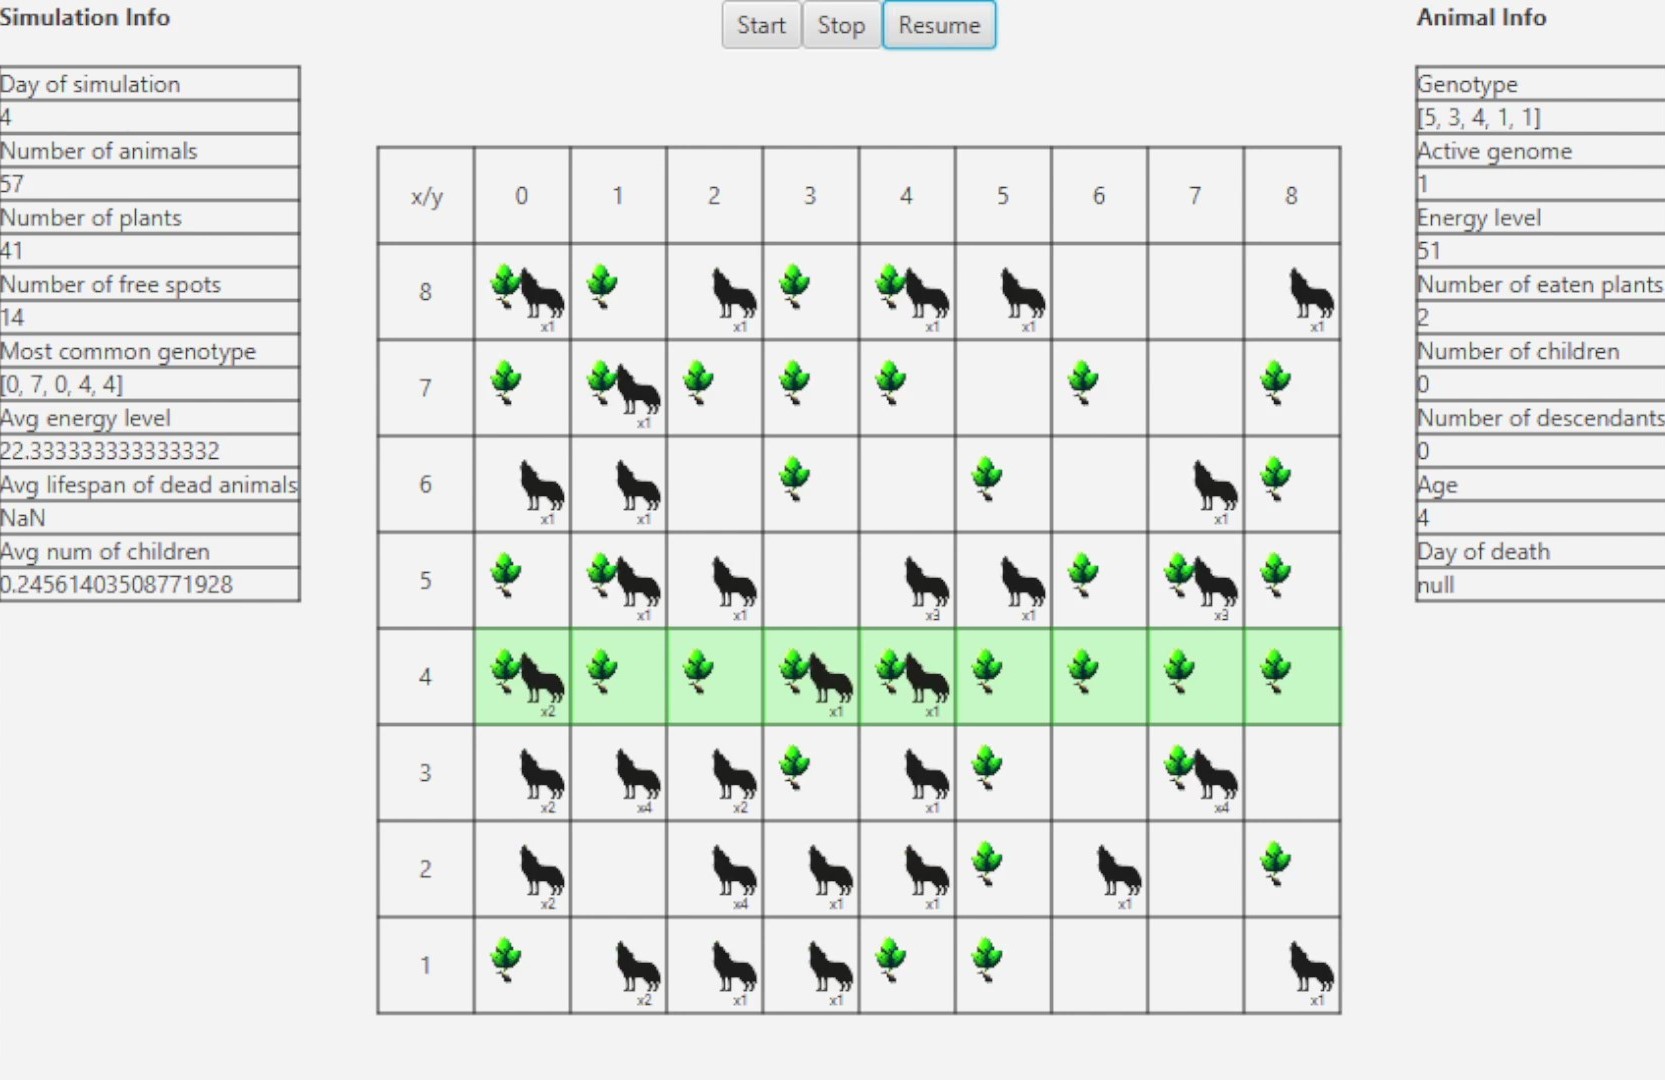 Simulation Info
Start Stop Resume
Animal Info
Day of simulation
4
Number of animals
57
Number of plants
41
Number of free spots
14
Most common genotype
[0, 7, 0, 4, 4]
Avg energy level
22.333333333333332
Avg lifespan of dead animals
NaN
Avg num of children
0.24561403508771928
x/y 0 1 2 3 4 5 6 7 8
8
x1 x1 x1 x1 x1
7
x1
6
x1 x1 x1
5
x1 x1 x3 x1 x3
4
x2 x1 x1
3
x2 x4 x2 x1 x4
2
x2 x4 x1 x1 x1
1
x2 x1 x1 x1
Genotype
[5, 3, 4, 1, 1]
Active genome
1
Energy level
51
Number of eaten plants
2
Number of children
0
Number of descendants
0
Age
4
Day of death
null